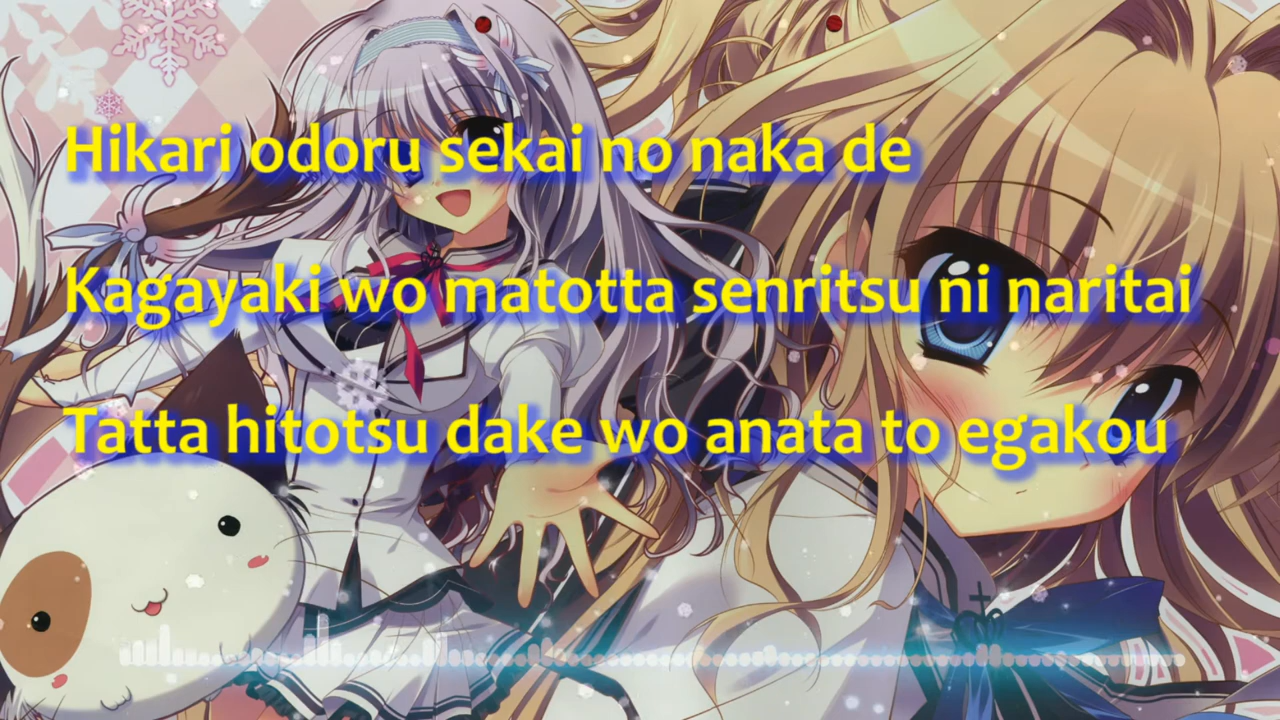 Hikari odoru sekai no naka de
Kagayaki wo matotta senritsu ni naritai
Tatta hitotsu dake wo anata to egakou